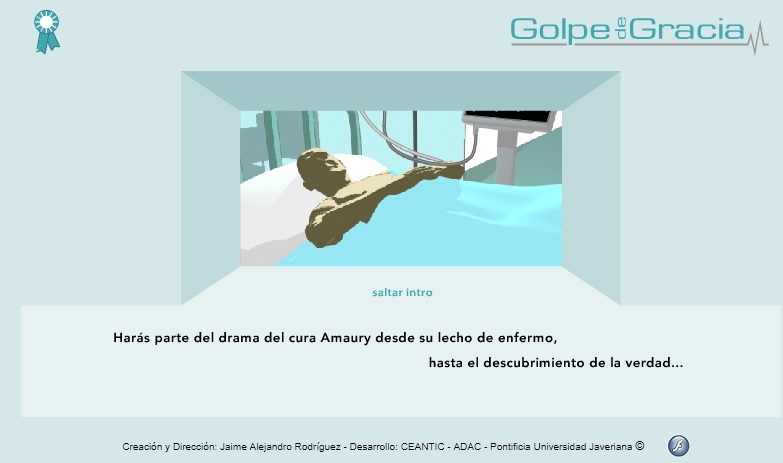 Golpe de Gracia
saltar intro
Harás parte del drama del cura Amaury desde su lecho de enfermo,
hasta el descubrimiento de la verdad...
Creación y Dirección: Jaime Alejandro Rodríguez - Desarrollo: CEANTIC - ADAC - Pontificia Universidad Javeriana ©